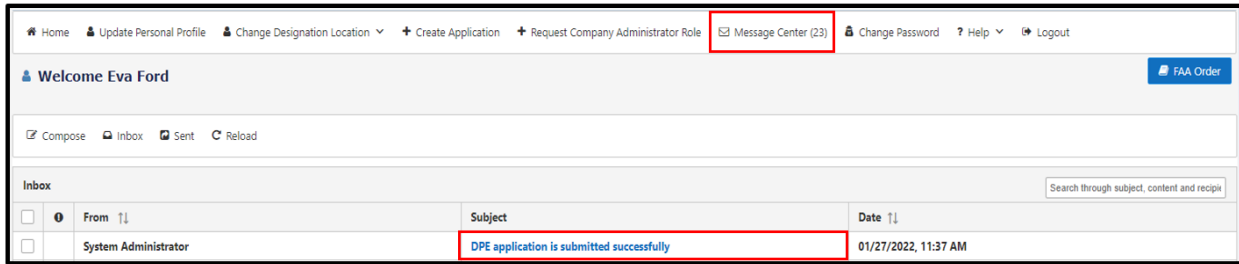 Home Update Personal Profile Change Designation Location Create Application Request Company Administrator Role Message Center (23) Change Password ? Help Logout
Welcome Eva Ford FAA Order
Compose Inbox Sent Reload
Inbox Search through subject, content and recipi
From Subject Date
System Administrator DPE application is submitted successfully 01/27/2022, 11:37 AM